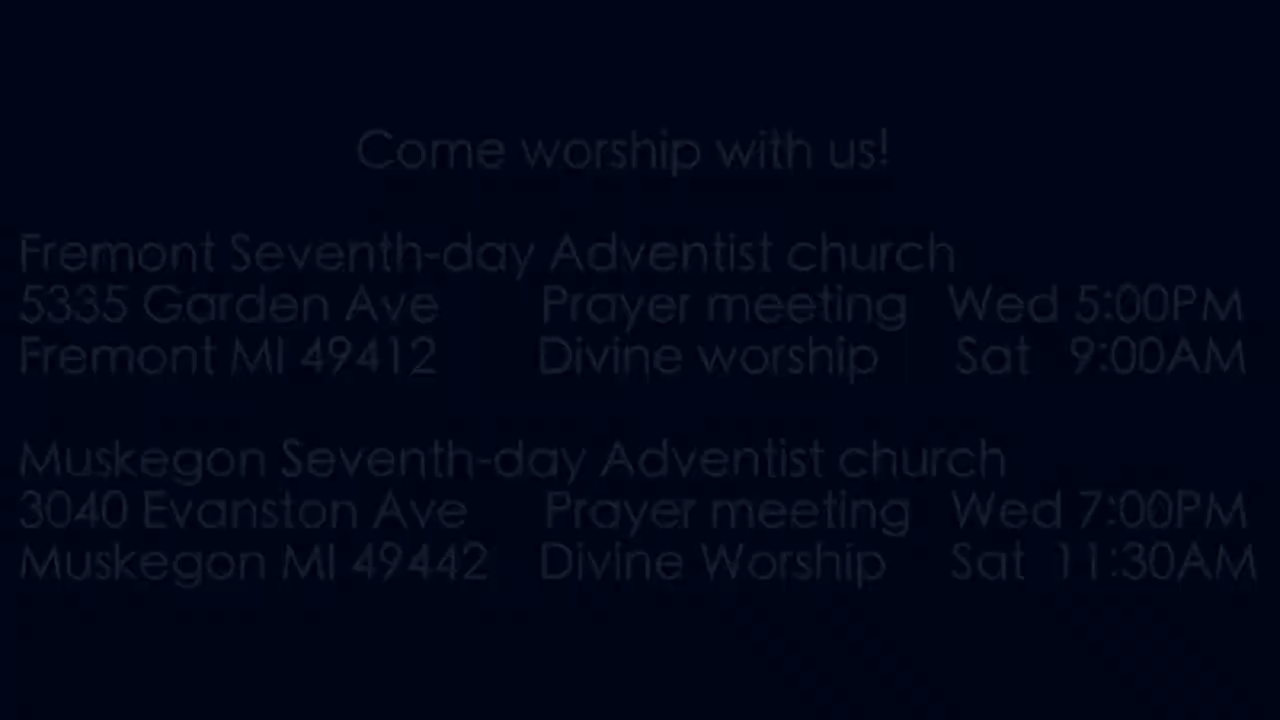 Come worship with us!
Fremont Seventh-day Adventist church
5335 Garden Ave Prayer meeting Wed 5:00PM
Fremont MI 49412 Divine worship Sat 9:00AM
Muskegon Seventh-day Adventist church
3040 Evanston Ave Prayer meeting Wed 7:00PM
Muskegon MI 49442 Divine Worship Sat 11:30AM